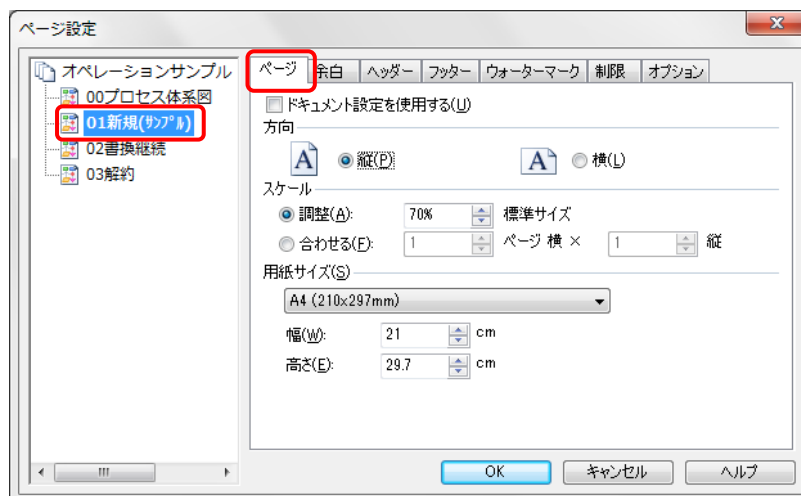 ページ設定
オペレーションサンプル
00プロセス体系図
01新規(ｻﾝﾌﾟﾙ)
02書換継続
03解約
ページ 余白 ヘッダー フッター ウォーターマーク 制限 オプション
ドキュメント設定を使用する(U)
方向
A 縦(P) A 横(L)
スケール
調整(A): 70% 標準サイズ
合わせる(F): 1 ページ 横 × 1 縦
用紙サイズ(S)
A4 (210x297mm)
幅(W): 21 cm
高さ(E): 29.7 cm
OK キャンセル ヘルプ